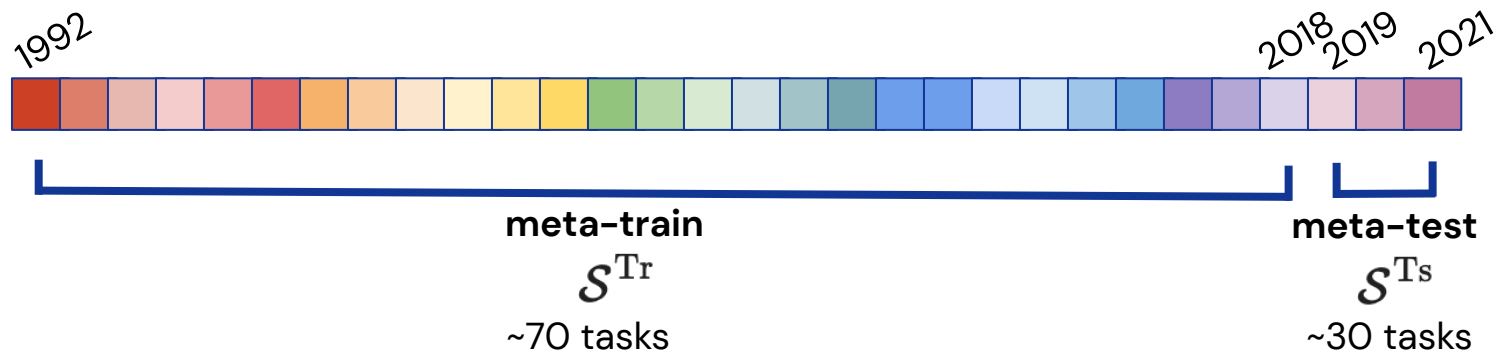 1992
2018
2019
2021
meta-train
meta-test
𝒮^Tr
𝒮^Ts
~70 tasks
~30 tasks